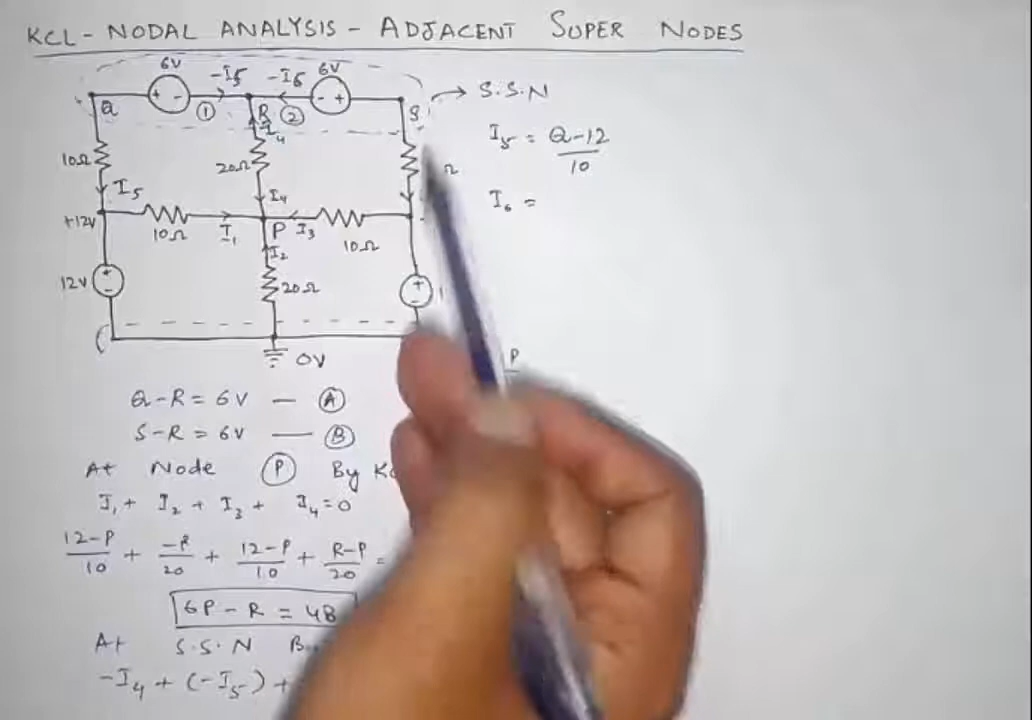 KCL - NODAL ANALYSIS - ADJACENT SUPER NODES
6V -I5 -I6 6V
Q ① R ② S
→ S.S.N
I4
10Ω 20Ω Ω
I5 = Q-12 / 10
I5 I4
I6 =
+12V 10Ω I1 P I3 10Ω
I2
12V 20Ω
0V
P
Q-R = 6V — Ⓐ
S-R = 6V — Ⓑ
At Node Ⓟ By
I1 + I2 + I3 + I4 = 0
12-P / 10 + -P / 20 + 12-P / 10 + R-P / 20 =
6P - R = 48
At S.S.N
-I4 + (-I5) +